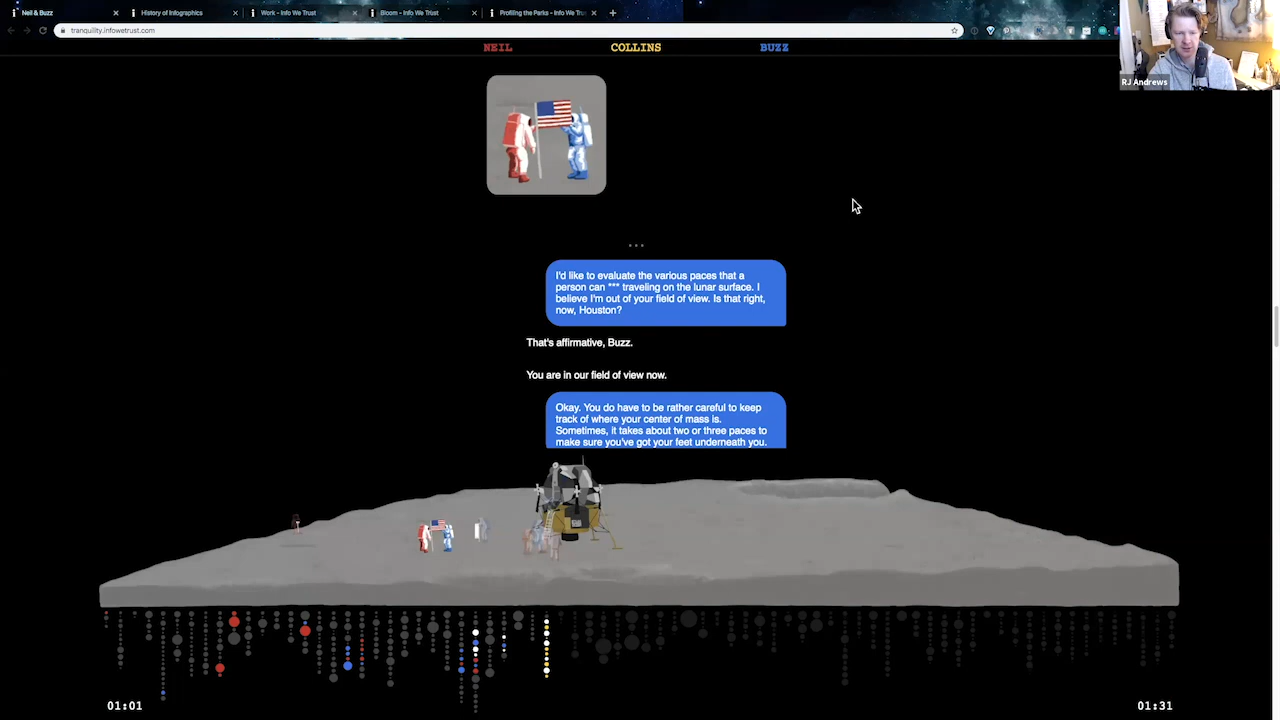 Neil & Buzz
History of Infographics
Work - Info We Trust
Bloom - Info We Trust
Profiling the Parks - Info We Tru
tranquility.infowetrust.com
NEIL
COLLINS
BUZZ
RJ Andrews
...
I'd like to evaluate the various paces that a
person can *** traveling on the lunar surface. I
believe I'm out of your field of view. Is that right,
now, Houston?
That's affirmative, Buzz.
You are in our field of view now.
Okay. You do have to be rather careful to keep
track of where your center of mass is.
Sometimes, it takes about two or three paces to
make sure you've got your feet underneath you.
01:01
01:31